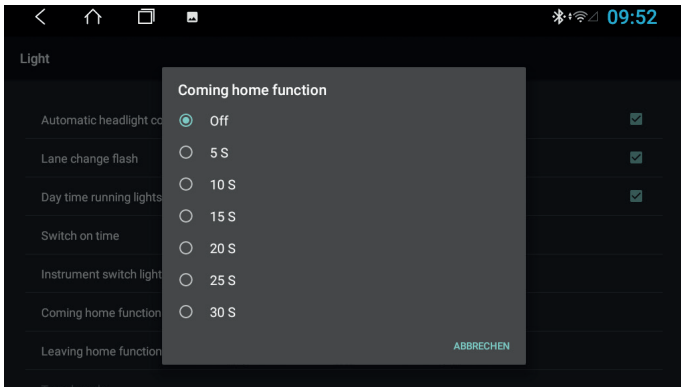 09:52
Light
Coming home function
Automatic headlight co
Off
Lane change flash
5 S
10 S
Day time running lights
15 S
Switch on time
20 S
Instrument switch light
25 S
Coming home function
30 S
Leaving home function
ABBRECHEN